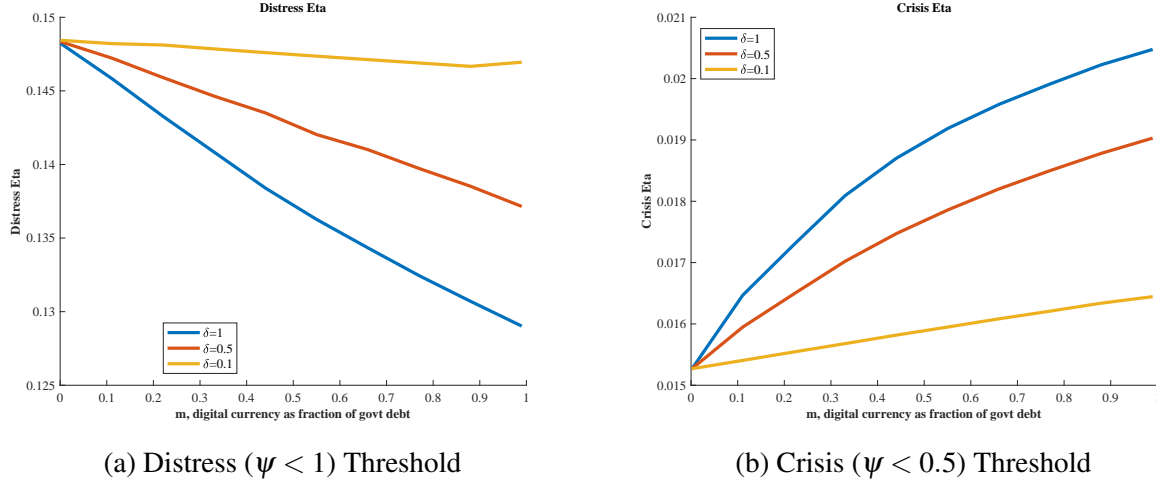 Distress Eta
0.15
0.145
0.14
0.135
0.13
0.125
Distress Eta
δ=1
δ=0.5
δ=0.1
0 0.1 0.2 0.3 0.4 0.5 0.6 0.7 0.8 0.9 1
m, digital currency as fraction of govt debt
(a) Distress (ψ < 1) Threshold
Crisis Eta
0.021
0.02
0.019
0.018
0.017
0.016
0.015
Crisis Eta
δ=1
δ=0.5
δ=0.1
0 0.1 0.2 0.3 0.4 0.5 0.6 0.7 0.8 0.9 1
m, digital currency as fraction of govt debt
(b) Crisis (ψ < 0.5) Threshold